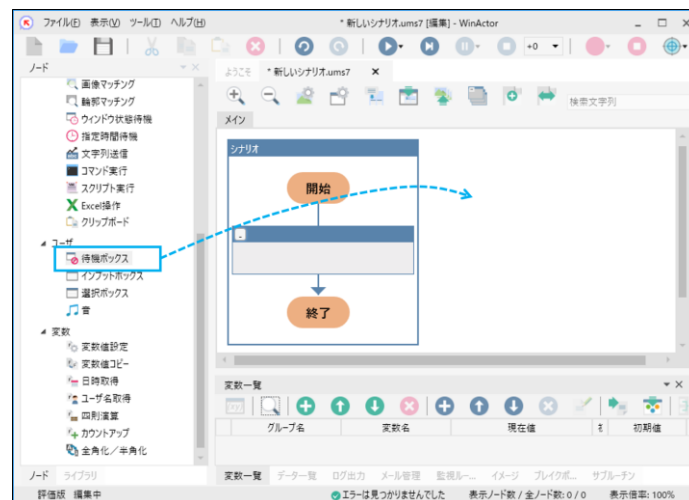 ファイル(F) 表示(V) ツール(T) ヘルプ(H)
* 新しいシナリオ.ums7 [編集] - WinActor
+0
ノード
画像マッチング
輪郭マッチング
ウィンドウ状態待機
指定時間待機
文字列送信
コマンド実行
スクリプト実行
Excel操作
クリップボード
ユーザ
待機ボックス
インプットボックス
選択ボックス
音
変数
変数値設定
変数値コピー
日時取得
ユーザ名取得
四則演算
カウントアップ
全角化/半角化
ノード ライブラリ
ようこそ * 新しいシナリオ.ums7
検索文字列
メイン
シナリオ
開始
終了
変数一覧
グループ名 変数名 現在値 初期値
変数一覧 データ一覧 ログ出力 メール管理 監視ルー... イメージ ブレイクポ... サブルーチン
評価版 編集中 エラーは見つかりませんでした 表示ノード数 / 全ノード数: 0 / 0 表示倍率: 100%